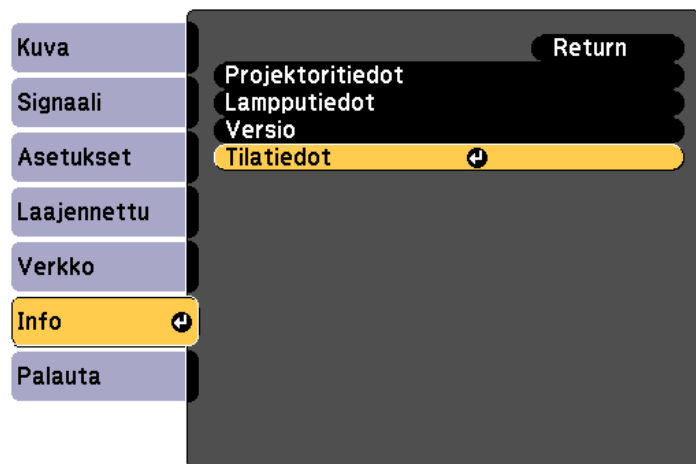 Kuva
Signaali
Asetukset
Laajennettu
Verkko
Info
Palauta
Return
Projektoritiedot
Lampputiedot
Versio
Tilatiedot